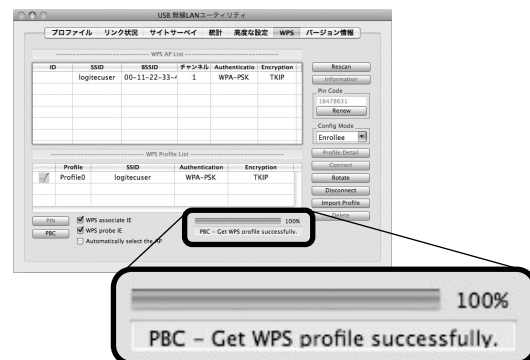 USB 無線LANユーティリティ
プロファイル リンク状況 サイトサーベイ 統計 高度な設定 WPS バージョン情報
WPS AP List
ID SSID BSSID チャンネル Authenticatio Encryption
logitecuser 00-11-22-33-4 1 WPA-PSK TKIP
Rescan
Information
Pin Code
18478631
Renew
Config Mode
Enrollee
WPS Profile List
Profile SSID Authentication Encryption
Profile0 logitecuser WPA-PSK TKIP
Profile Detail
Connect
Rotate
Disconnect
Import Profile
Delete
PIN
PBC
WPS associate IE
WPS probe IE
Automatically select the AP
100%
PBC - Get WPS profile successfully.
100%
PBC - Get WPS profile successfully.